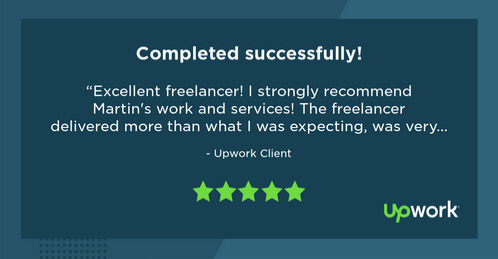 Completed successfully!
“Excellent freelancer! I strongly recommend
Martin's work and services! The freelancer
delivered more than what I was expecting, was very...
- Upwork Client
upwork